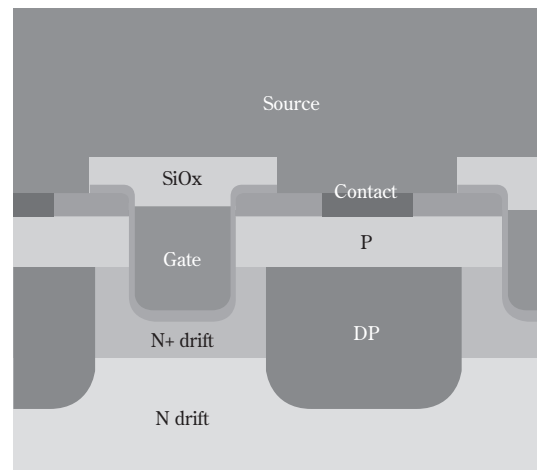 Source
SiOx
Contact
P
Gate
DP
N+ drift
N drift